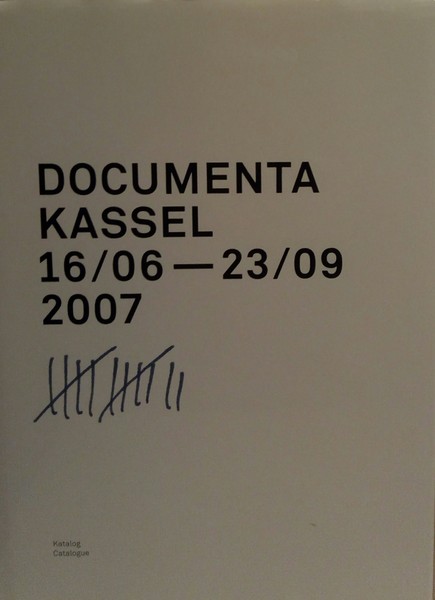 DOCUMENTA
KASSEL
16/06—23/09
2007
Katalog
Catalogue